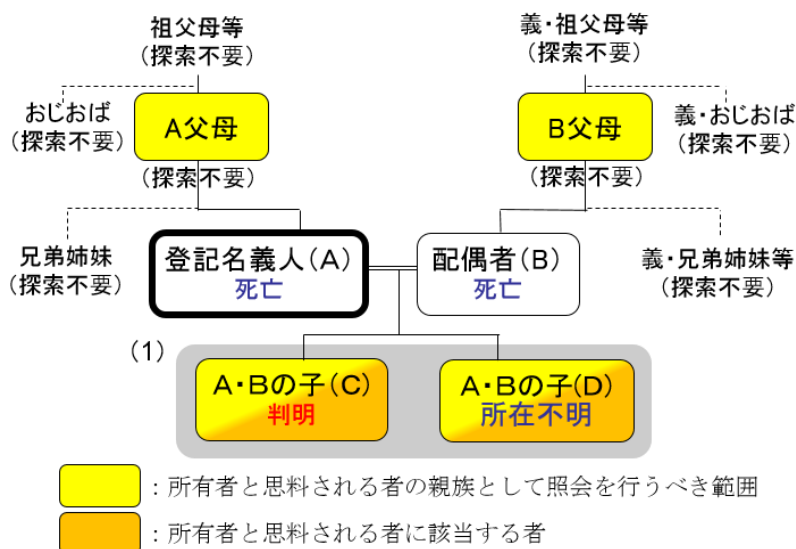 祖父母等
(探索不要)
義・祖父母等
(探索不要)
おじおば
(探索不要)
A父母
B父母
義・おじおば
(探索不要)
(探索不要)
(探索不要)
兄弟姉妹
(探索不要)
登記名義人(A)
死亡
配偶者(B)
死亡
義・兄弟姉妹等
(探索不要)
(1)
A・Bの子(C)
判明
A・Bの子(D)
所在不明
：所有者と思料される者の親族として照会を行うべき範囲
：所有者と思料される者に該当する者